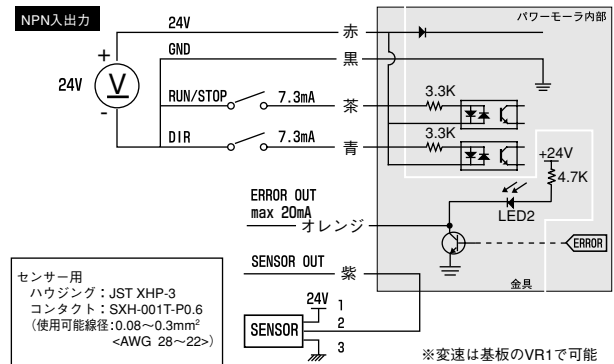 NPN入出力
パワーモーラ内部
24V
赤
GND
黒
+
24V
V
-
RUN/STOP
7.3mA
茶
3.3K
DIR
7.3mA
青
3.3K
+24V
4.7K
LED2
ERROR OUT
max 20mA
オレンジ
ERROR
金具
SENSOR OUT
紫
センサー用
ハウジング：JST XHP-3
コンタクト：SXH-001T-P0.6
(使用可能線径：0.08～0.3mm²
<AWG 28～22>)
24V
1
SENSOR
2
3
※変速は基板のVR1で可能